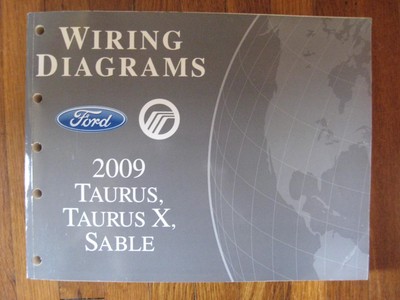 WIRING
DIAGRAMS
Ford
2009
TAURUS,
TAURUS X,
SABLE